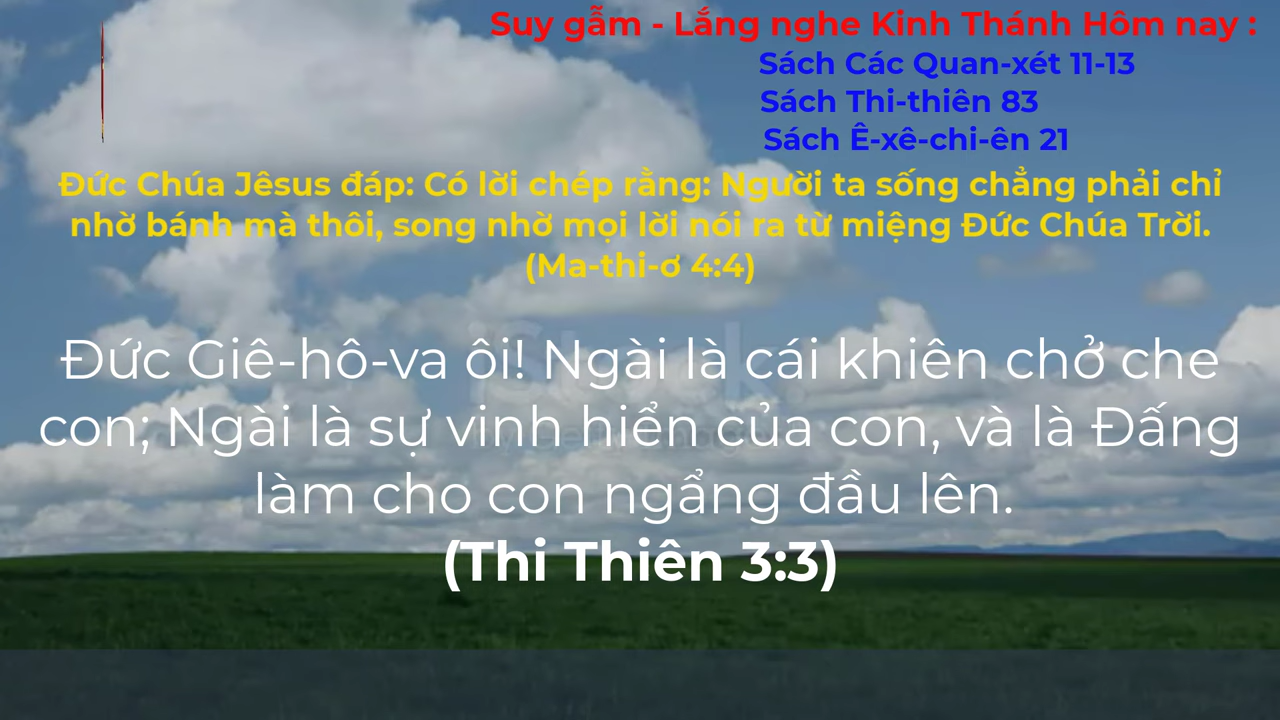 Suy gẫm - Lắng nghe Kinh Thánh Hôm nay :
Sách Các Quan-xét 11-13
Sách Thi-thiên 83
Sách Ê-xê-chi-ên 21
Đức Chúa Jêsus đáp: Có lời chép rằng: Người ta sống chẳng phải chỉ
nhờ bánh mà thôi, song nhờ mọi lời nói ra từ miệng Đức Chúa Trời.
(Ma-thi-ơ 4:4)
iStock
Đức Giê-hô-va ôi! Ngài là cái khiên chở che
con; Ngài là sự vinh hiển của con, và là Đấng
làm cho con ngẩng đầu lên.
(Thi Thiên 3:3)